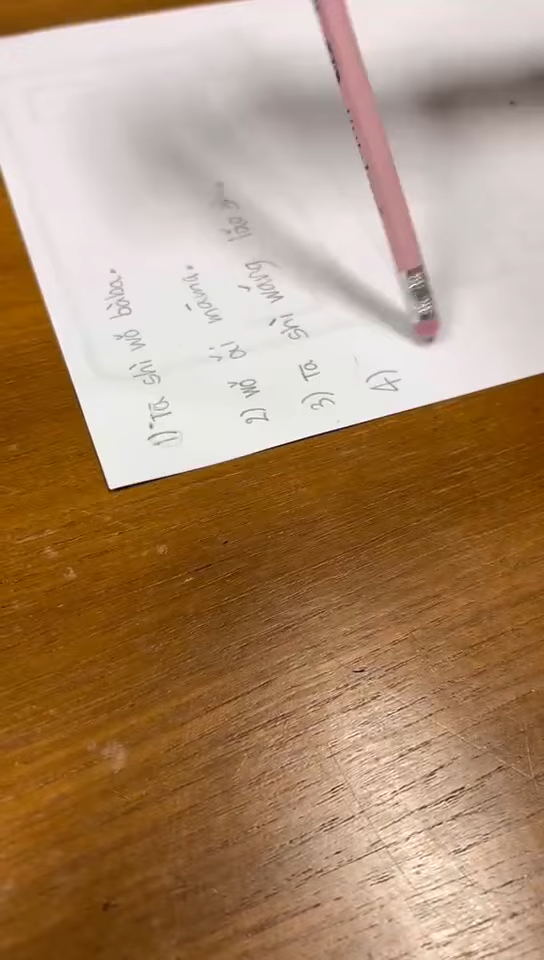 1) Tā shì wǒ bàba.
2) wǒ ài māma.
3) Tā shì wáng lǎo
4)